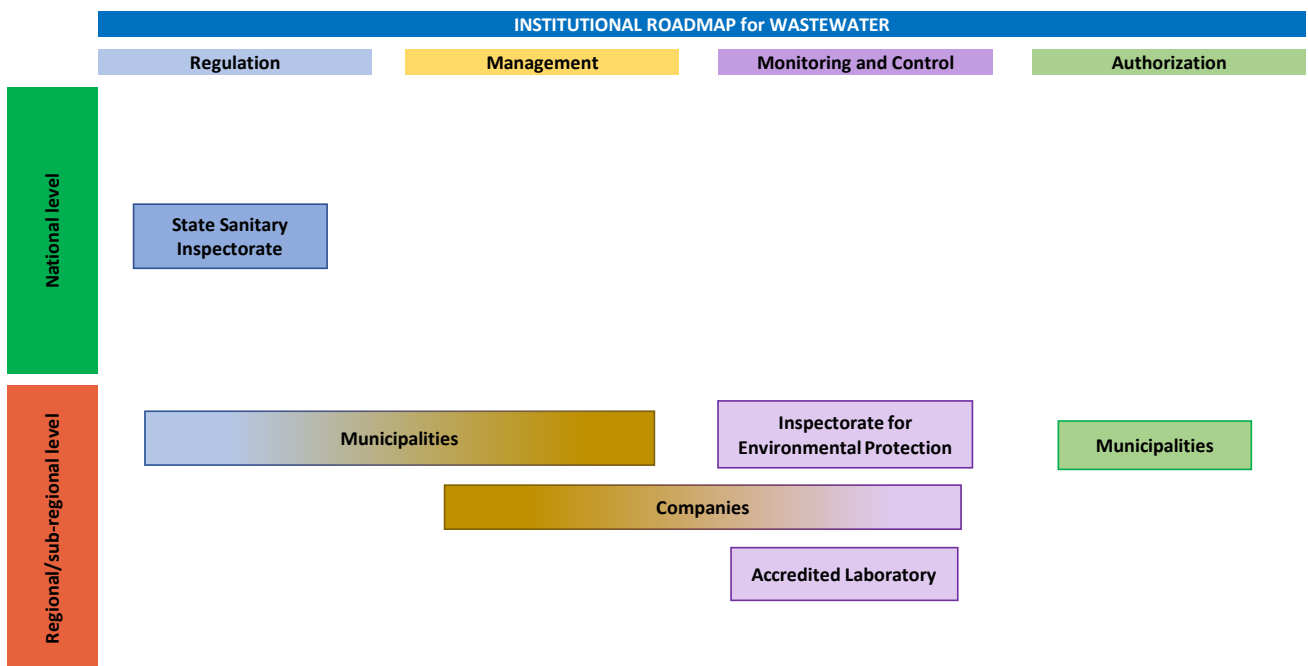 INSTITUTIONAL ROADMAP for WASTEWATER
Regulation
Management
Monitoring and Control
Authorization
National level
State Sanitary
Inspectorate
Regional/sub-regional level
Municipalities
Inspectorate for
Environmental Protection
Municipalities
Companies
Accredited Laboratory